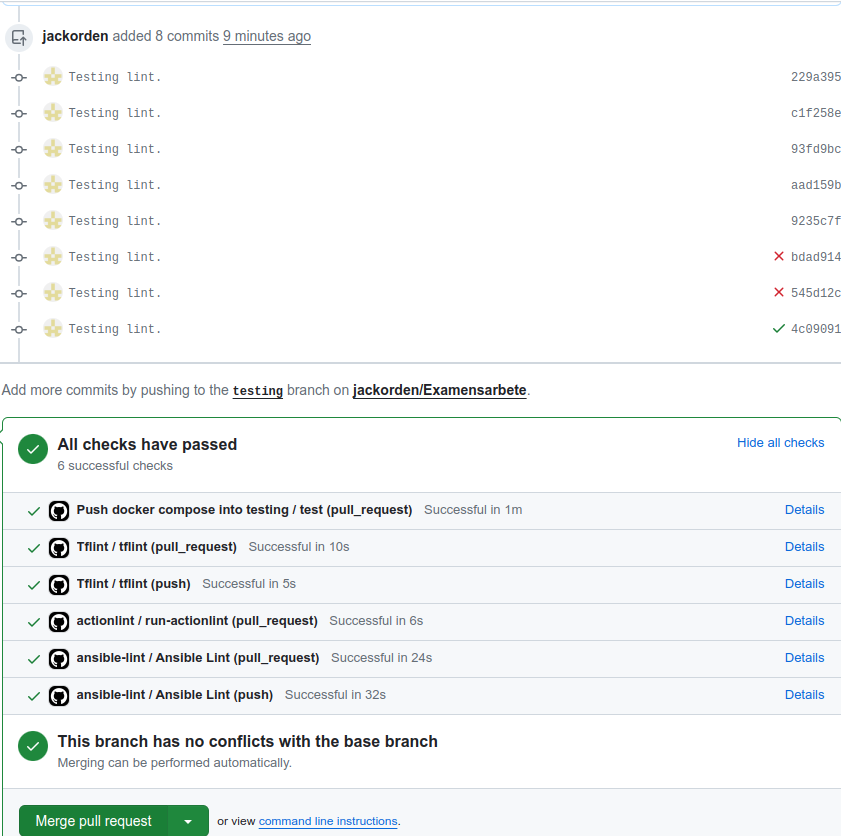 jackorden added 8 commits 9 minutes ago
Testing lint. 229a395
Testing lint. c1f258e
Testing lint. 93fd9bc
Testing lint. aad159b
Testing lint. 9235c7f
Testing lint. bdad914
Testing lint. 545d12c
Testing lint. 4c09091
Add more commits by pushing to the testing branch on jackorden/Examensarbete.
All checks have passed Hide all checks
6 successful checks
Push docker compose into testing / test (pull_request) Successful in 1m Details
Tflint / tflint (pull_request) Successful in 10s Details
Tflint / tflint (push) Successful in 5s Details
actionlint / run-actionlint (pull_request) Successful in 6s Details
ansible-lint / Ansible Lint (pull_request) Successful in 24s Details
ansible-lint / Ansible Lint (push) Successful in 32s Details
This branch has no conflicts with the base branch
Merging can be performed automatically.
Merge pull request or view command line instructions.